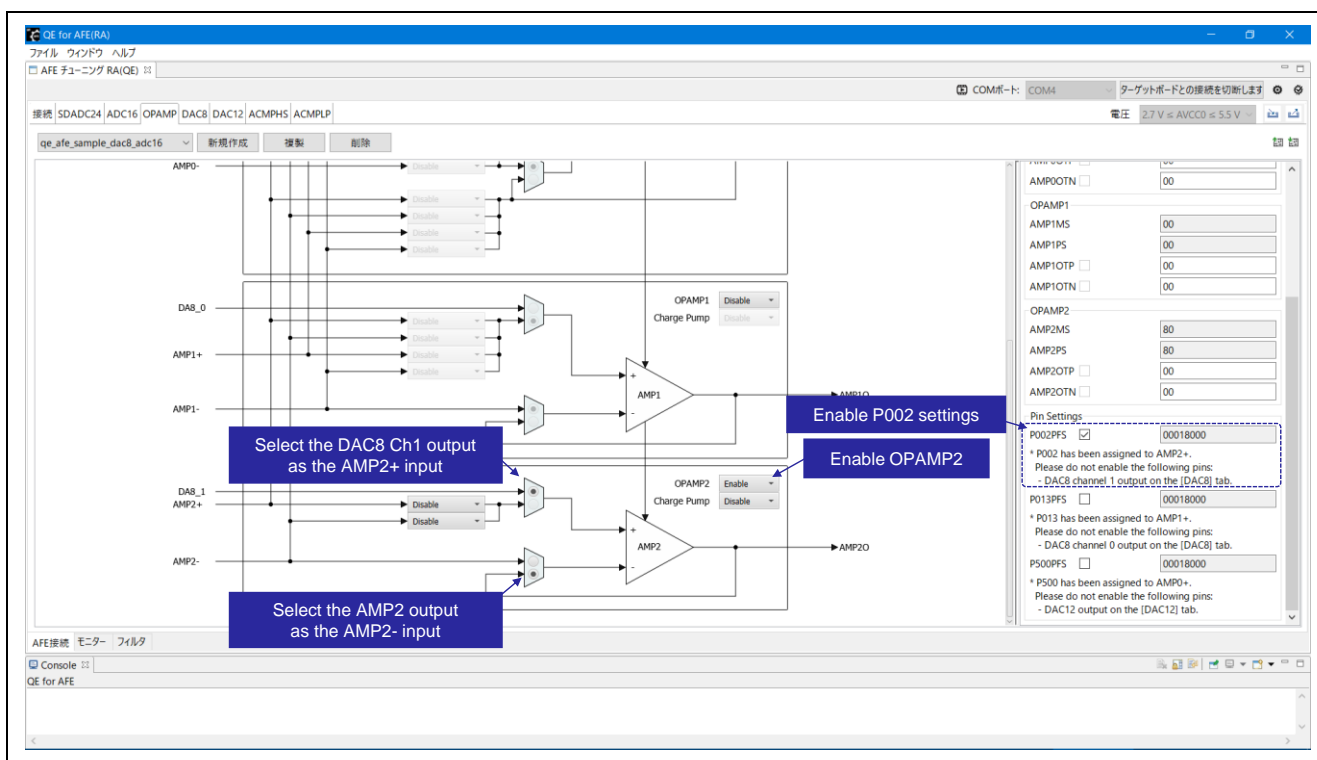 QE for AFE(RA)
ファイル ウィンドウ ヘルプ
AFE チューニング RA(QE)
COMポート: COM4 ターゲットボードとの接続を切断します
接続 SDADC24 ADC16 OPAMP DAC8 DAC12 ACMPHS ACMPLP
電圧 2.7 V ≤ AVCC0 ≤ 5.5 V
qe_afe_sample_dac8_adc16 新規作成 複製 削除
AMP0-
Disable
Disable
Disable
Disable
Disable
DA8_0
OPAMP1 Disable
Charge Pump Disable
Disable
Disable
AMP1+
Disable
Disable
AMP1-
+
AMP1
-
AMP1O
Select the DAC8 Ch1 output
as the AMP2+ input
Enable P002 settings
Enable OPAMP2
DA8_1
OPAMP2 Enable
AMP2+
Disable
Charge Pump Disable
Disable
+
AMP2
-
AMP2O
AMP2-
Select the AMP2 output
as the AMP2- input
AMP0OTN 00
OPAMP1
AMP1MS 00
AMP1PS 00
AMP1OTP 00
AMP1OTN 00
OPAMP2
AMP2MS 80
AMP2PS 80
AMP2OTP 00
AMP2OTN 00
Pin Settings
P002PFS 00018000
* P002 has been assigned to AMP2+.
Please do not enable the following pins:
- DAC8 channel 1 output on the [DAC8] tab.
P013PFS 00018000
* P013 has been assigned to AMP1+.
Please do not enable the following pins:
- DAC8 channel 0 output on the [DAC8] tab.
P500PFS 00018000
* P500 has been assigned to AMP0+.
Please do not enable the following pins:
- DAC12 output on the [DAC12] tab.
AFE接続 モニター フィルタ
Console
QE for AFE